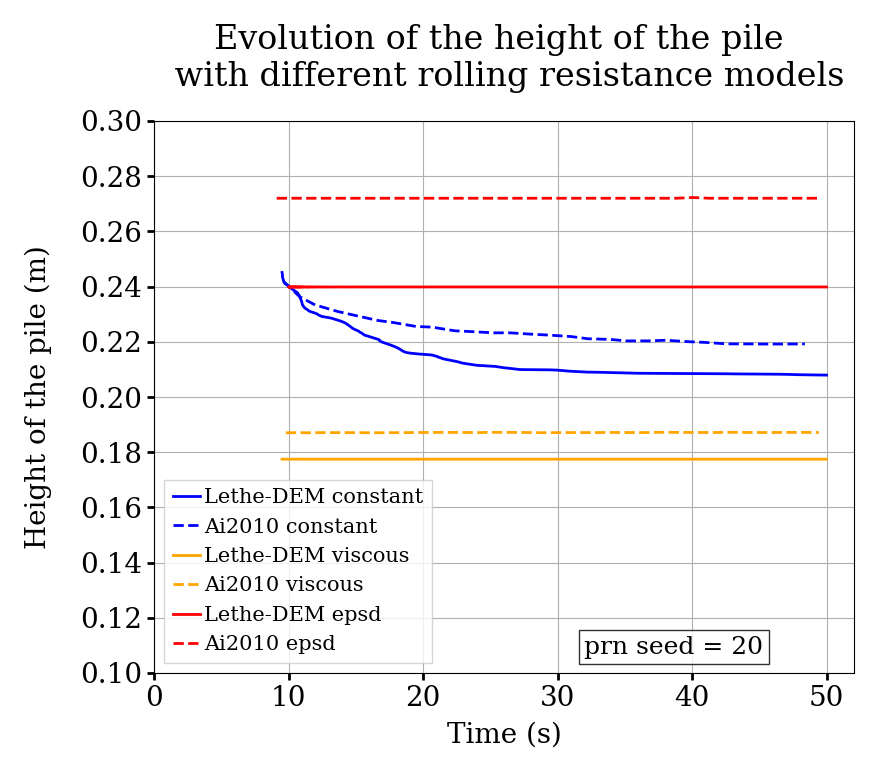 Evolution of the height of the pile
with different rolling resistance models
0.30
0.28
0.26
0.24
0.22
0.20
0.18
0.16
0.14
0.12
0.10
Height of the pile (m)
Lethe-DEM constant
Ai2010 constant
Lethe-DEM viscous
Ai2010 viscous
Lethe-DEM epsd
Ai2010 epsd
prn seed = 20
0 10 20 30 40 50
Time (s)